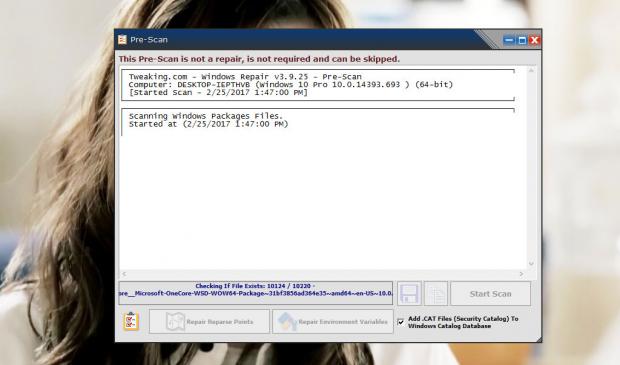 Pre-Scan
This Pre-Scan is not a repair, is not required and can be skipped.
Tweaking.com - Windows Repair v3.9.25 - Pre-Scan
Computer: DESKTOP-IEPTHVB (Windows 10 Pro 10.0.14393.693 ) (64-bit)
[Started Scan - 2/25/2017 1:47:00 PM]
Scanning Windows Packages Files.
Started at (2/25/2017 1:47:00 PM)
Checking If File Exists: 10124 / 10220 -
ore__Microsoft-OneCore-WSD-WOW64-Package~31bf3856ad364e35~amd64~en-US~10.0.
Start Scan
Repair Reparse Points
Repair Environment Variables
Add .CAT Files (Security Catalog) To
Windows Catalog Database